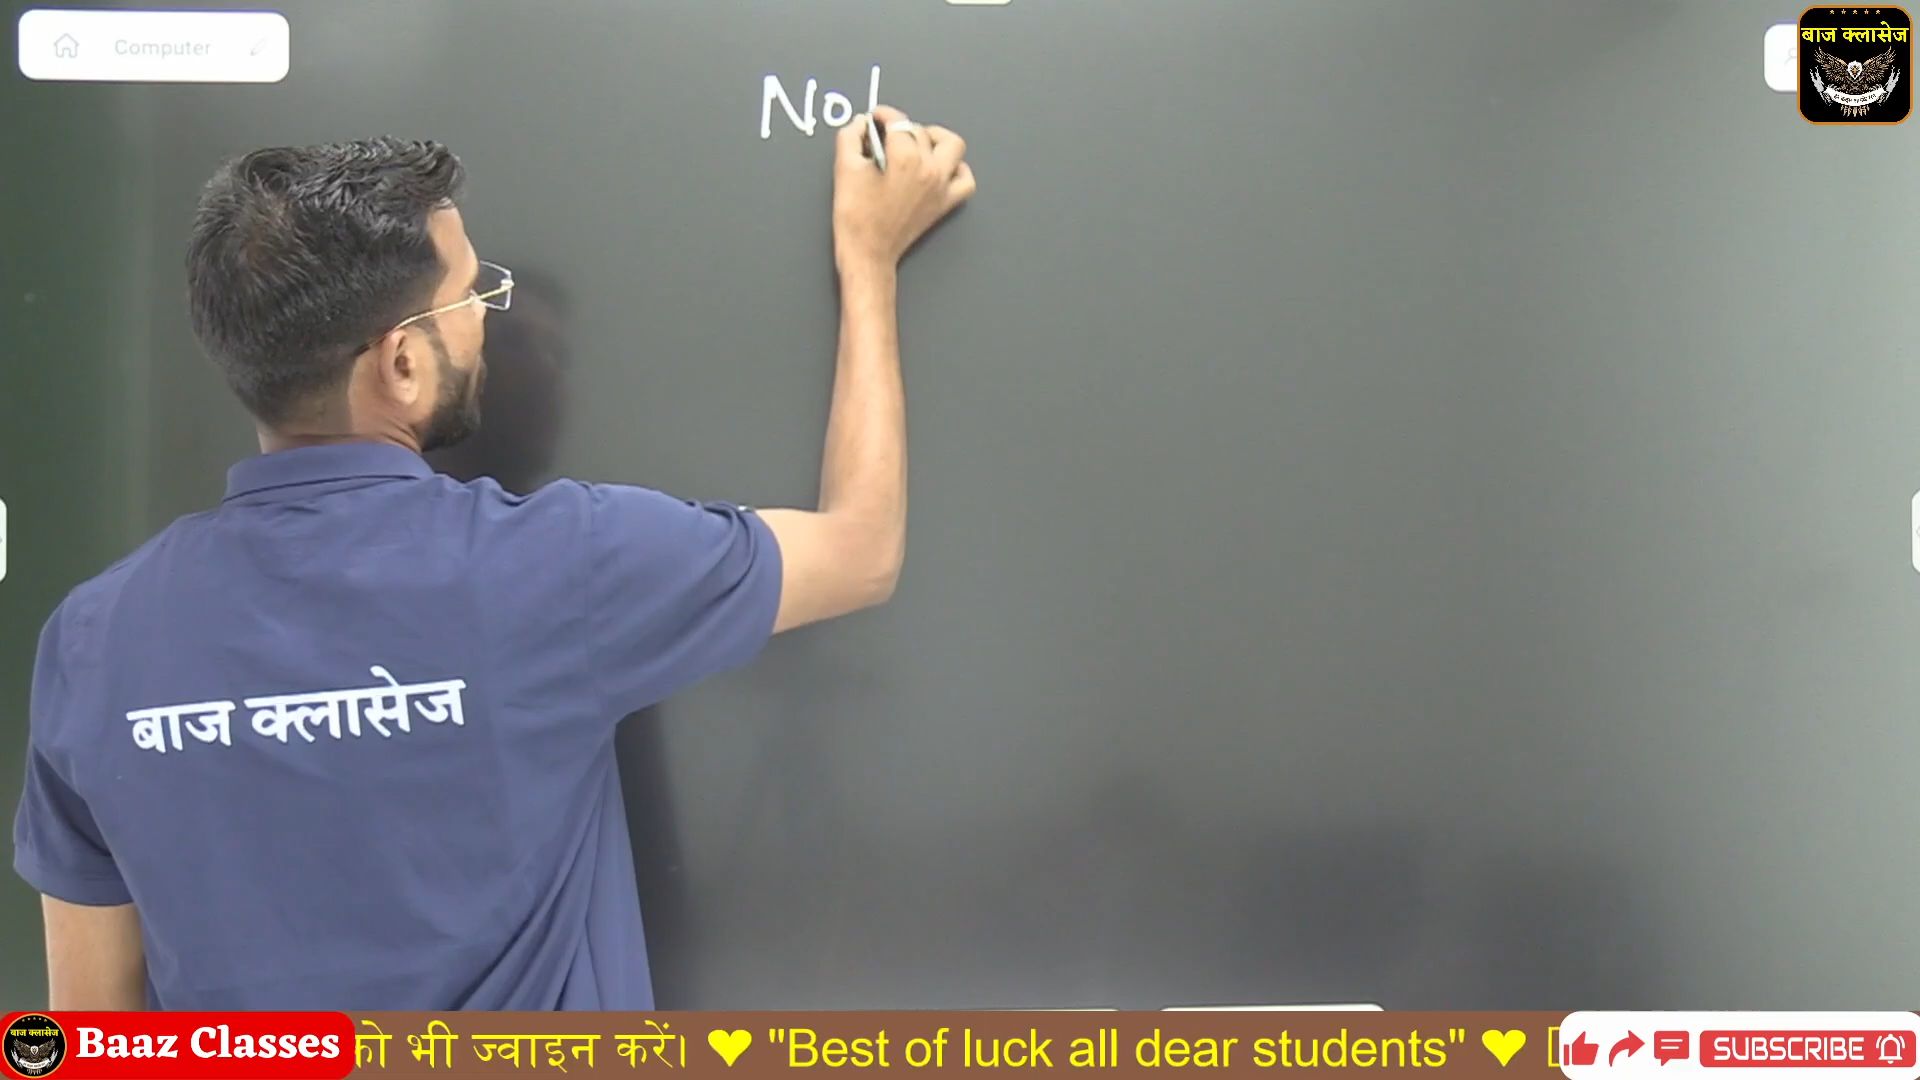 Computer
No
बाज क्लासेज
बाज क्लासेज
बाज क्लासेज
Baaz Classes
को भी ज्वाइन करें। ❤ "Best of luck all dear students" ❤
SUBSCRIBE